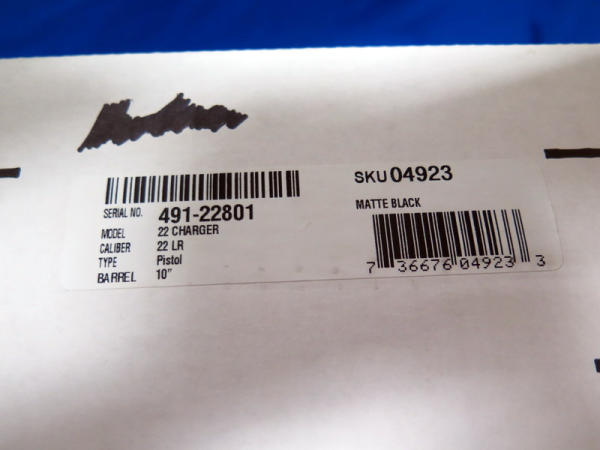 SERIAL NO. 491-22801
MODEL 22 CHARGER
CALIBER 22 LR
TYPE Pistol
BARREL 10"
SKU 04923
MATTE BLACK
7 36676 04923 3